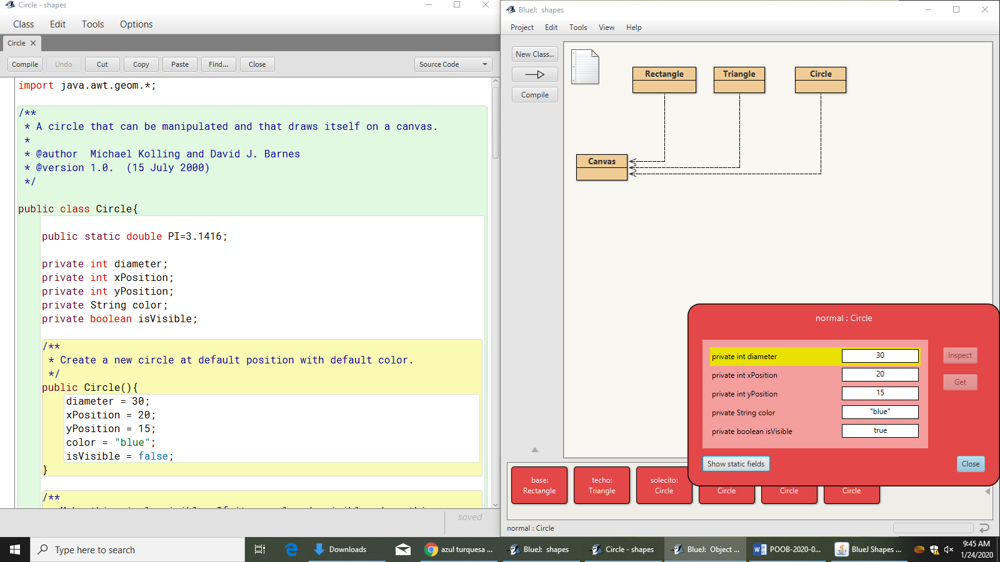 Circle - shapes
Class Edit Tools Options
Circle
Compile Undo Cut Copy Paste Find... Close Source Code
import java.awt.geom.*;
/**
* A circle that can be manipulated and that draws itself on a canvas.
*
* @author Michael Kolling and David J. Barnes
* @version 1.0. (15 July 2000)
*/
public class Circle{
public static double PI=3.1416;
private int diameter;
private int xPosition;
private int yPosition;
private String color;
private boolean isVisible;
/**
* Create a new circle at default position with default color.
*/
public Circle(){
diameter = 30;
xPosition = 20;
yPosition = 15;
color = "blue";
isVisible = false;
}
/**
saved
BlueJ: shapes
Project Edit Tools View Help
New Class...
Compile
Rectangle
Triangle
Circle
Canvas
normal : Circle
private int diameter 30
private int xPosition 20
private int yPosition 15
private String color "blue"
private boolean isVisible true
Inspect
Get
Show static fields
Close
base:
Rectangle
techo:
Triangle
solecito:
Circle
Circle
Circle
Circle
normal : Circle
Type here to search
Downloads
azul turquesa ...
BlueJ: shapes
Circle - shapes
BlueJ: Object ...
POOB-2020-0...
BlueJ Shapes ...
9:45 AM
1/24/2020